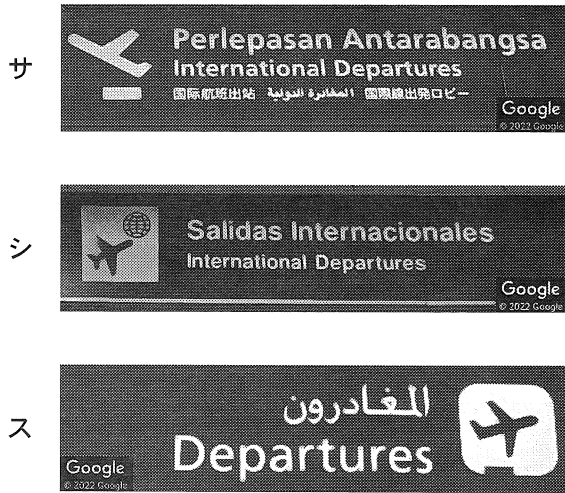 サ
Perlepasan Antarabangsa
International Departures
国际航班出站 المغادرة الدولية 国際線出発ロビー
Google
© 2022 Google
シ
Salidas Internacionales
International Departures
Google
© 2022 Google
ス
المغادرون
Departures
Google
© 2022 Google